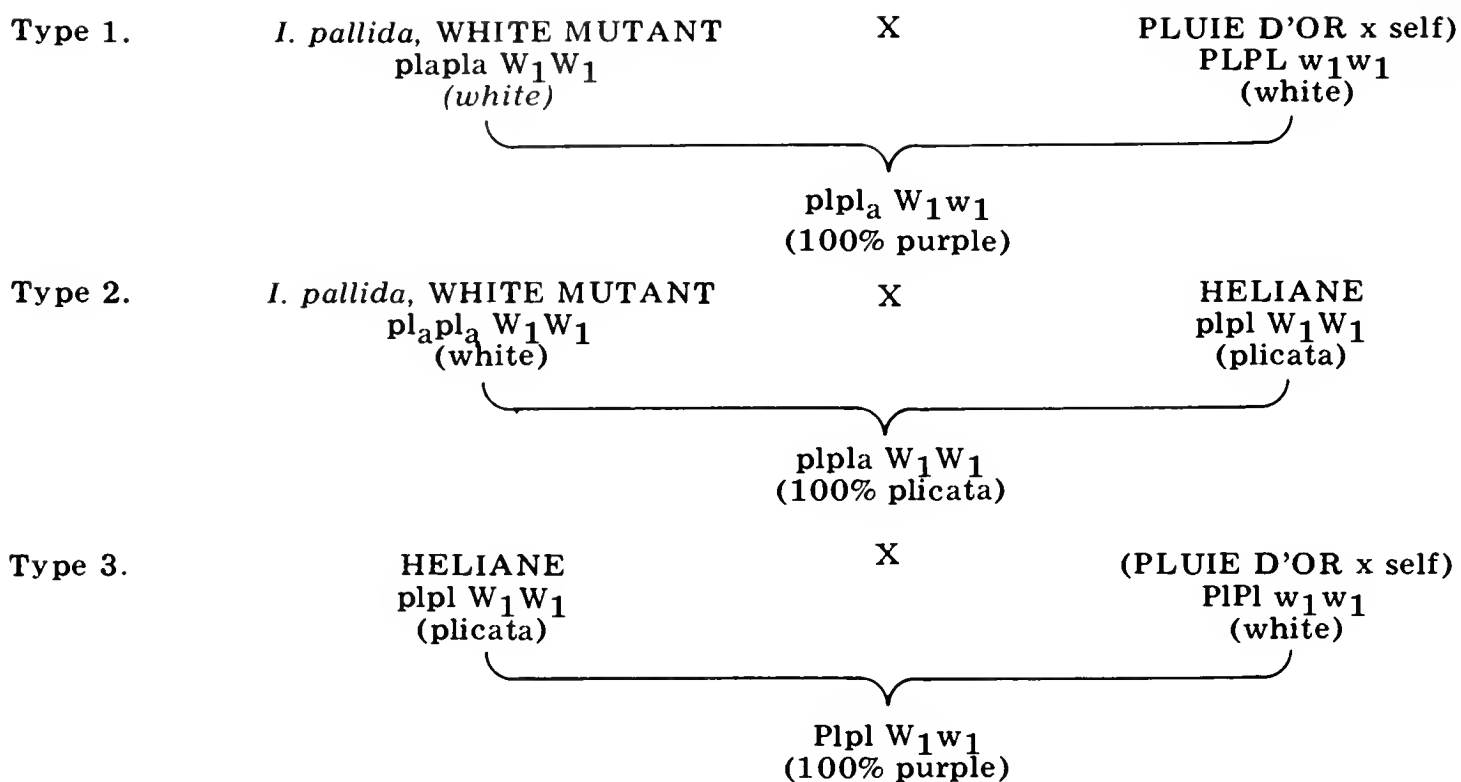 Type 1. I. pallida, WHITE MUTANT X PLUIE D'OR x self)
plapla W1W1 PLPL w1w1
(white) (white)
plpla W1w1
(100% purple)
Type 2. I. pallida, WHITE MUTANT X HELIANE
plapla W1W1 plpl W1W1
(white) (plicata)
plpla W1W1
(100% plicata)
Type 3. HELIANE X (PLUIE D'OR x self)
plpl W1W1 PlPl w1w1
(plicata) (white)
Plpl W1w1
(100% purple)